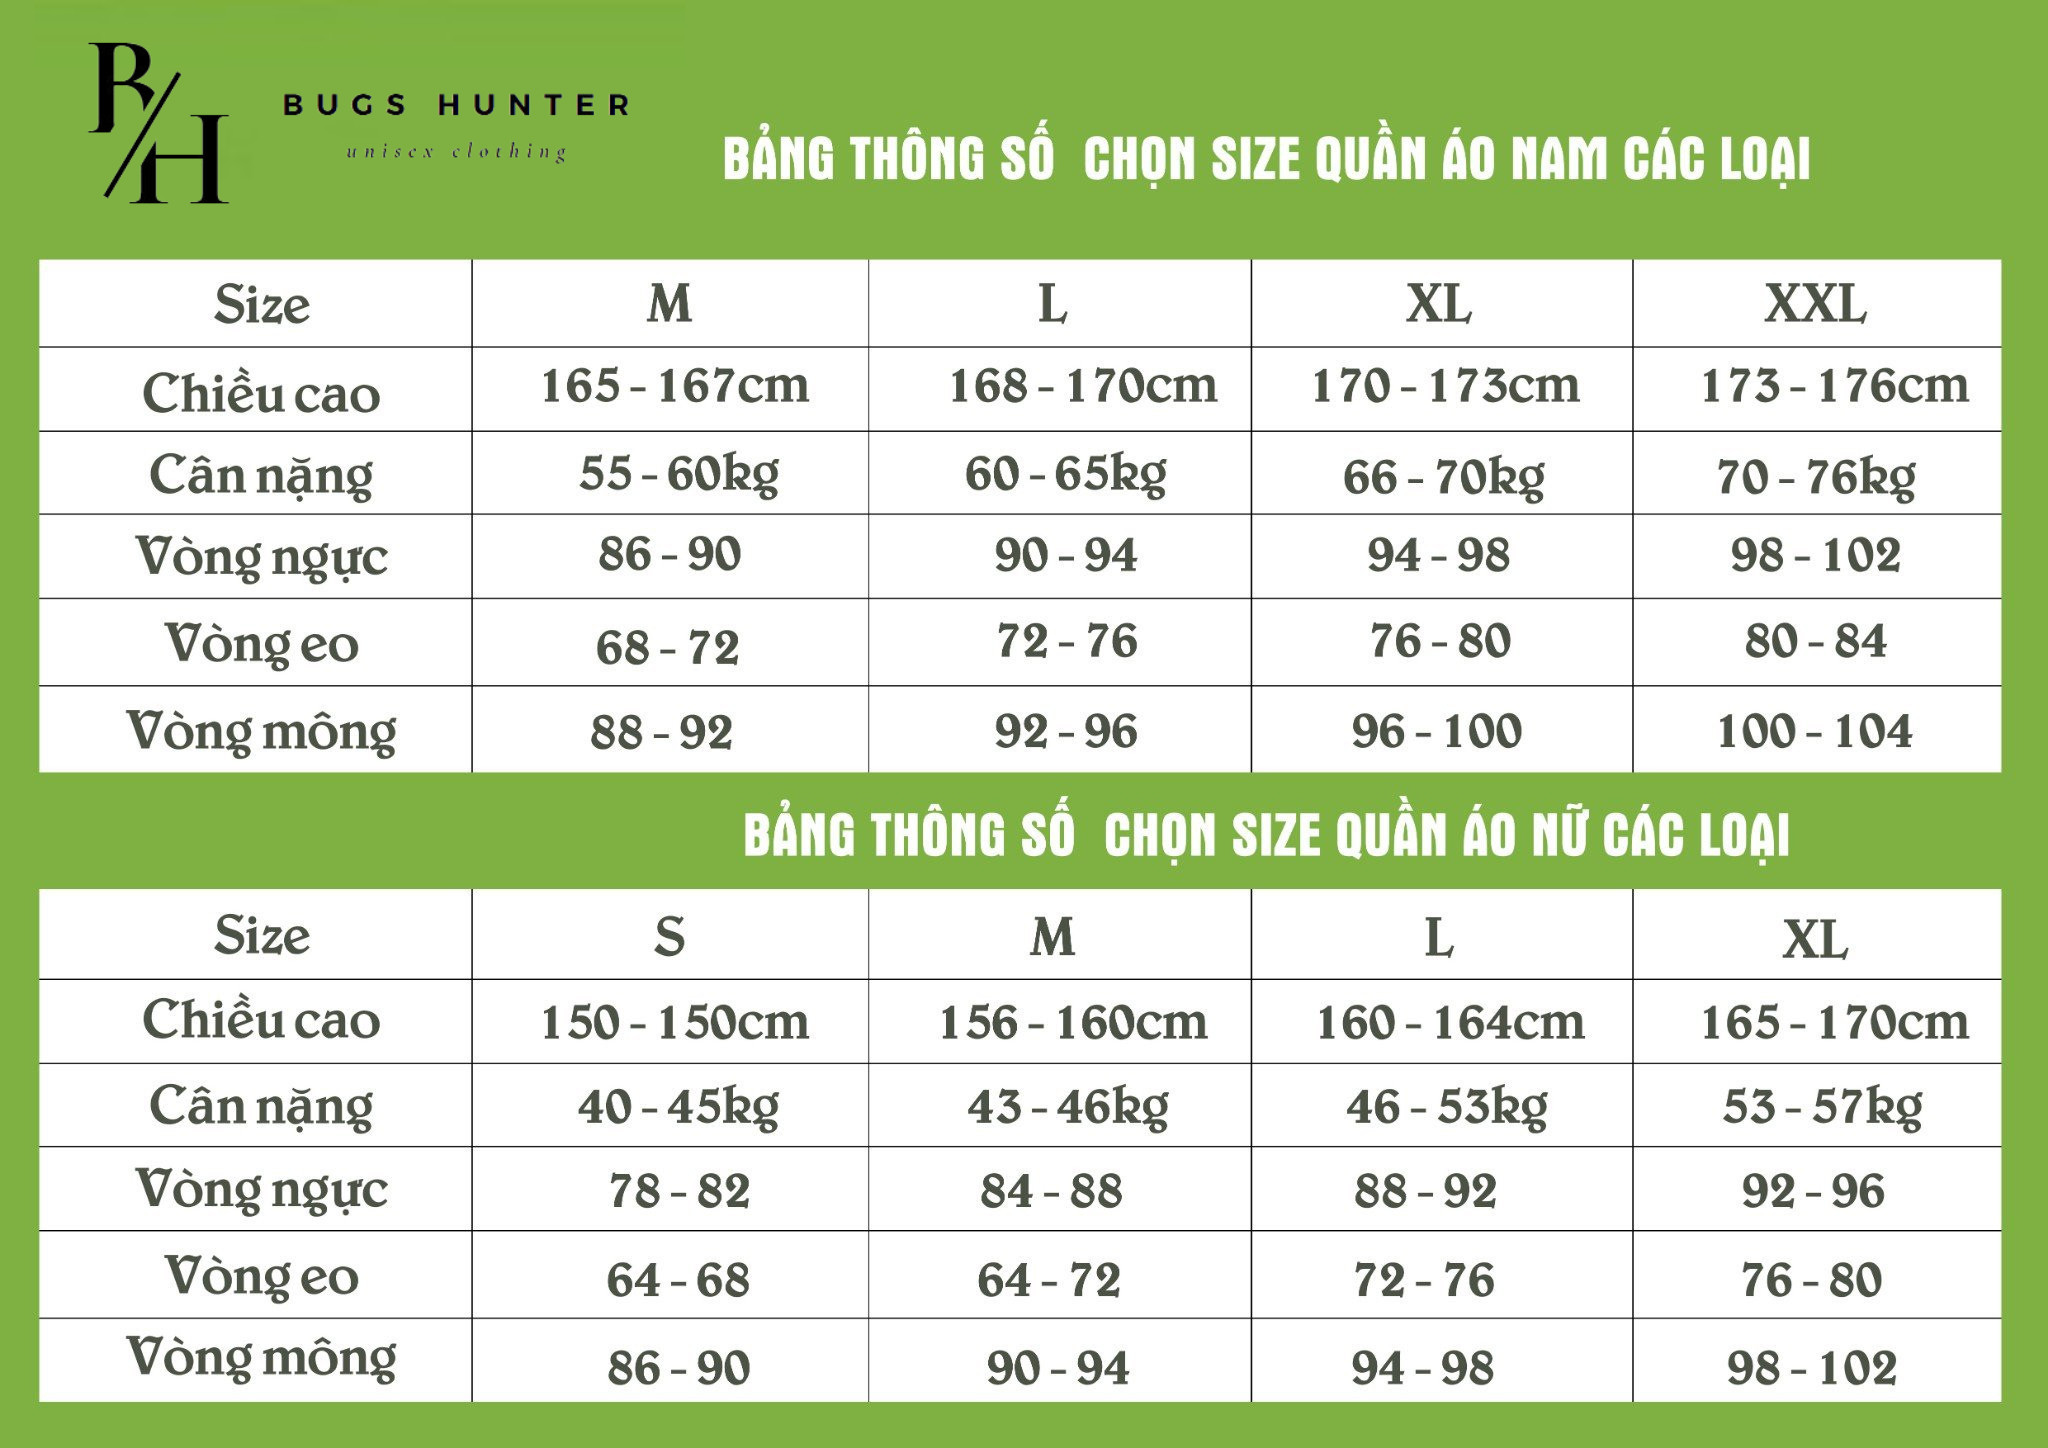 B/H
BUGS HUNTER
unisex clothing
BẢNG THÔNG SỐ CHỌN SIZE QUẦN ÁO NAM CÁC LOẠI
Size M L XL XXL
Chiều cao 165 - 167cm 168 - 170cm 170 - 173cm 173 - 176cm
Cân nặng 55 - 60kg 60 - 65kg 66 - 70kg 70 - 76kg
Vòng ngực 86 - 90 90 - 94 94 - 98 98 - 102
Vòng eo 68 - 72 72 - 76 76 - 80 80 - 84
Vòng mông 88 - 92 92 - 96 96 - 100 100 - 104
BẢNG THÔNG SỐ CHỌN SIZE QUẦN ÁO NỮ CÁC LOẠI
Size S M L XL
Chiều cao 150 - 150cm 156 - 160cm 160 - 164cm 165 - 170cm
Cân nặng 40 - 45kg 43 - 46kg 46 - 53kg 53 - 57kg
Vòng ngực 78 - 82 84 - 88 88 - 92 92 - 96
Vòng eo 64 - 68 64 - 72 72 - 76 76 - 80
Vòng mông 86 - 90 90 - 94 94 - 98 98 - 102